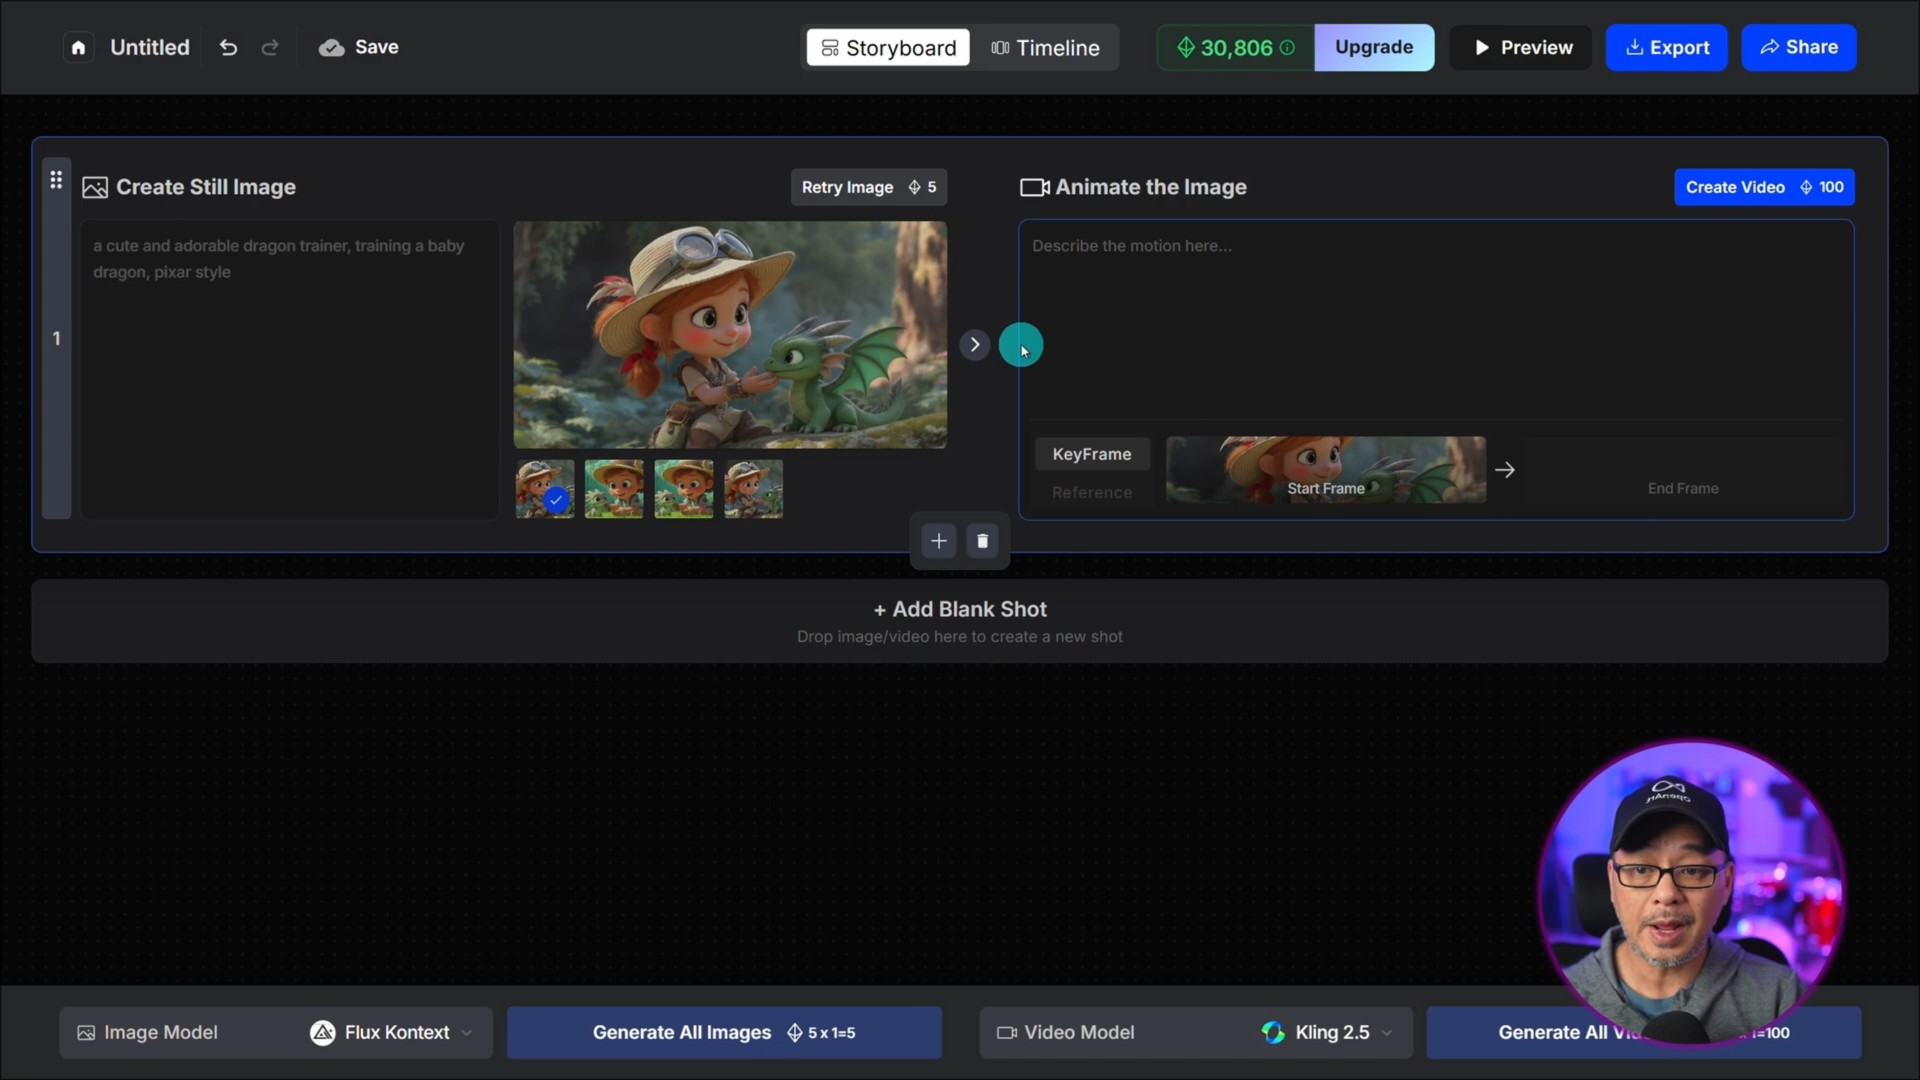 Untitled
Save
Storyboard
Timeline
30,806
Upgrade
Preview
Export
Share
1
Create Still Image
Retry Image 5
a cute and adorable dragon trainer, training a baby
dragon, pixar style
Animate the Image
Create Video 100
Describe the motion here...
KeyFrame
Reference
Start Frame
End Frame
+ Add Blank Shot
Drop image/video here to create a new shot
Image Model
Flux Kontext
Generate All Images 5 x 1=5
Video Model
Kling 2.5
Generate All
=100